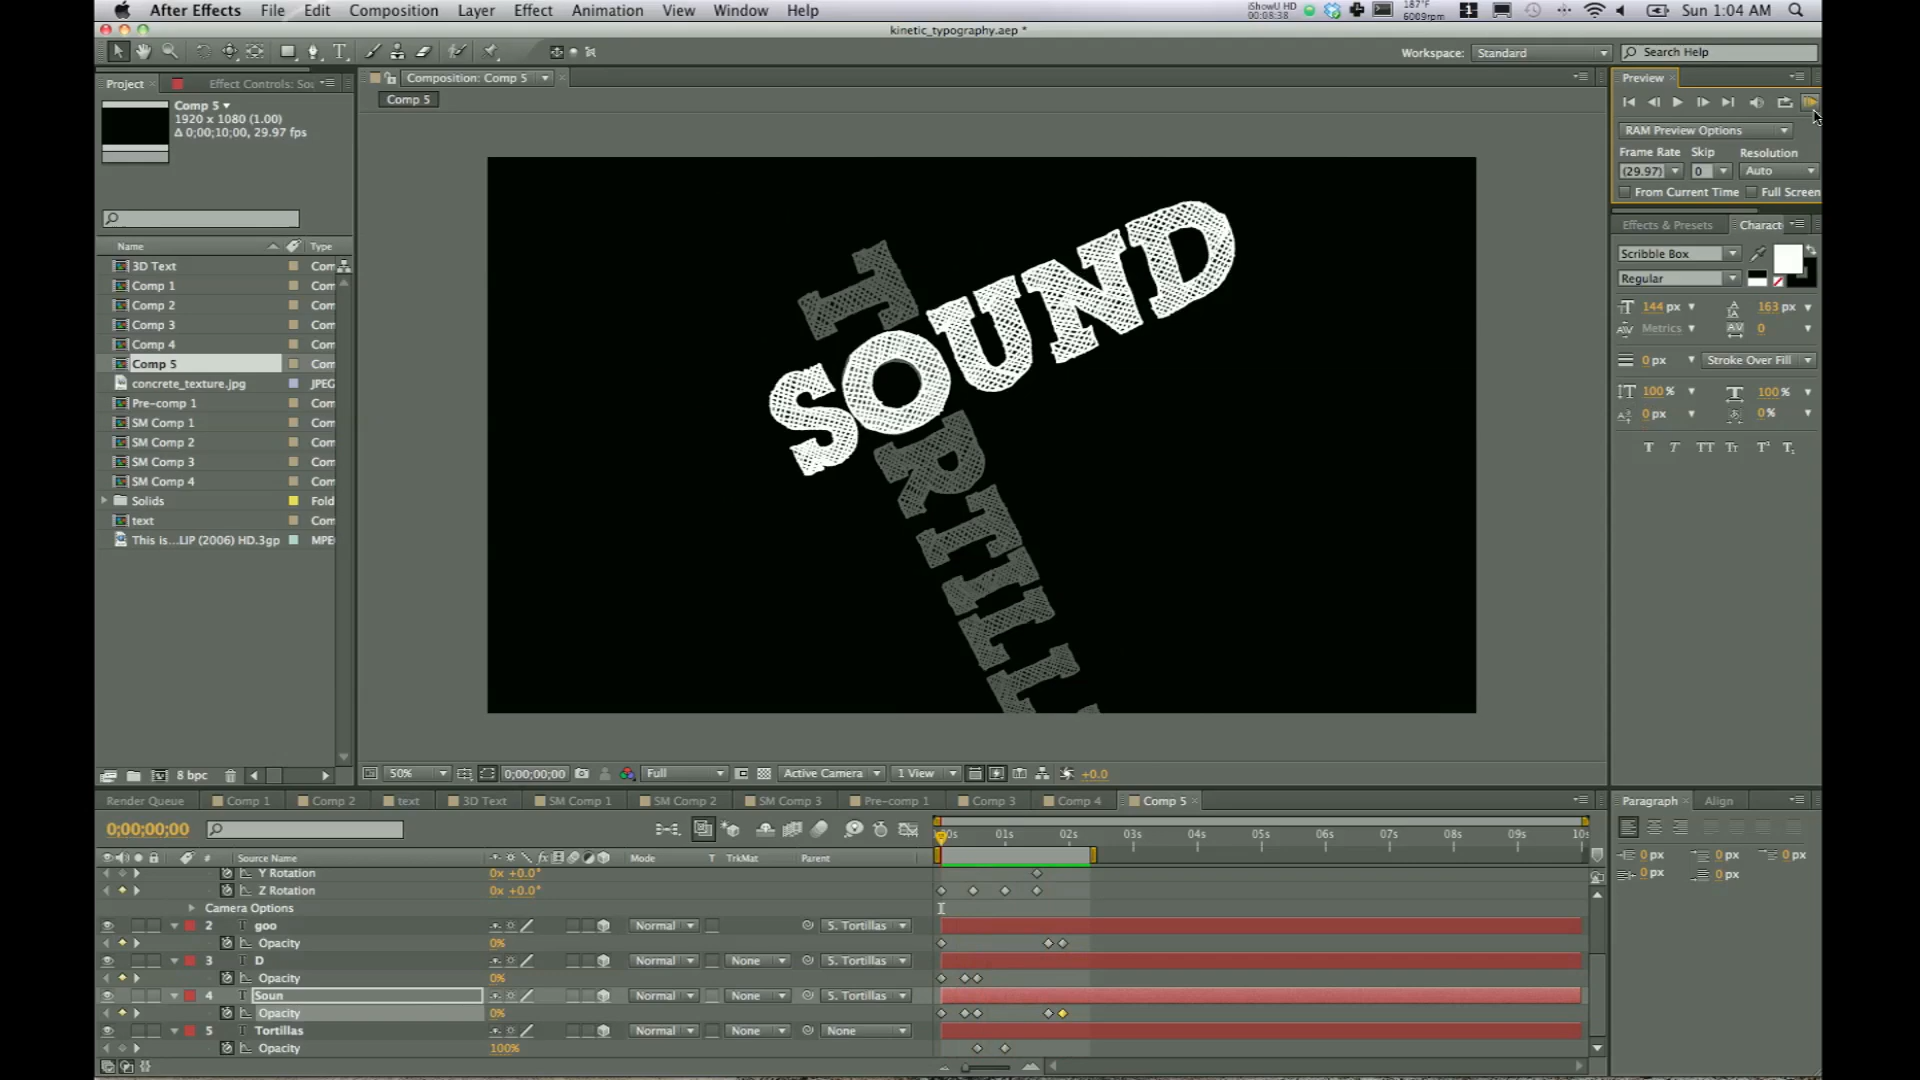 After Effects File Edit Composition Layer Effect Animation View Window Help
iShowU HD 00:08:38
187°F 6009rpm
1
Sun 1:04 AM
kinetic_typography.aep *
T
Workspace: Standard Search Help
Project Effect Controls: Sou
Composition: Comp 5
Comp 5
Comp 5
1920 x 1080 (1.00)
Δ 0;00;10;00, 29.97 fps
Name Type
3D Text Com
Comp 1 Com
Comp 2 Com
Comp 3 Com
Comp 4 Com
Comp 5 Com
concrete_texture.jpg JPEG
Pre-comp 1 Com
SM Comp 1 Com
SM Comp 2 Com
SM Comp 3 Com
SM Comp 4 Com
Solids Fold
text Com
This is...LIP (2006) HD.3gp MPE
8 bpc
SOUND
TORTILL
50% 0;00;00;00 Full Active Camera 1 View +0.0
Preview
RAM Preview Options
Frame Rate Skip Resolution
(29.97) 0 Auto
From Current Time Full Screen
Effects & Presets Charact
Scribble Box
Regular
144 px 163 px
Metrics 0
0 px Stroke Over Fill
100 % 100 %
0 px 0 %
T T TT Tr T¹ T₁
Render Queue Comp 1 Comp 2 text 3D Text SM Comp 1 SM Comp 2 SM Comp 3 Pre-comp 1 Comp 3 Comp 4 Comp 5
0;00;00;00
00s 01s 02s 03s 04s 05s 06s 07s 08s 09s 10s
# Source Name Mode T TrkMat Parent
Y Rotation 0x +0.0°
Z Rotation 0x +0.0°
Camera Options
2 T goo Normal 5. Tortillas
Opacity 0%
3 T D Normal None 5. Tortillas
Opacity 0%
4 T Soun Normal None 5. Tortillas
Opacity 0%
5 T Tortillas Normal None None
Opacity 100%
Paragraph Align
0 px 0 px 0 px
0 px 0 px